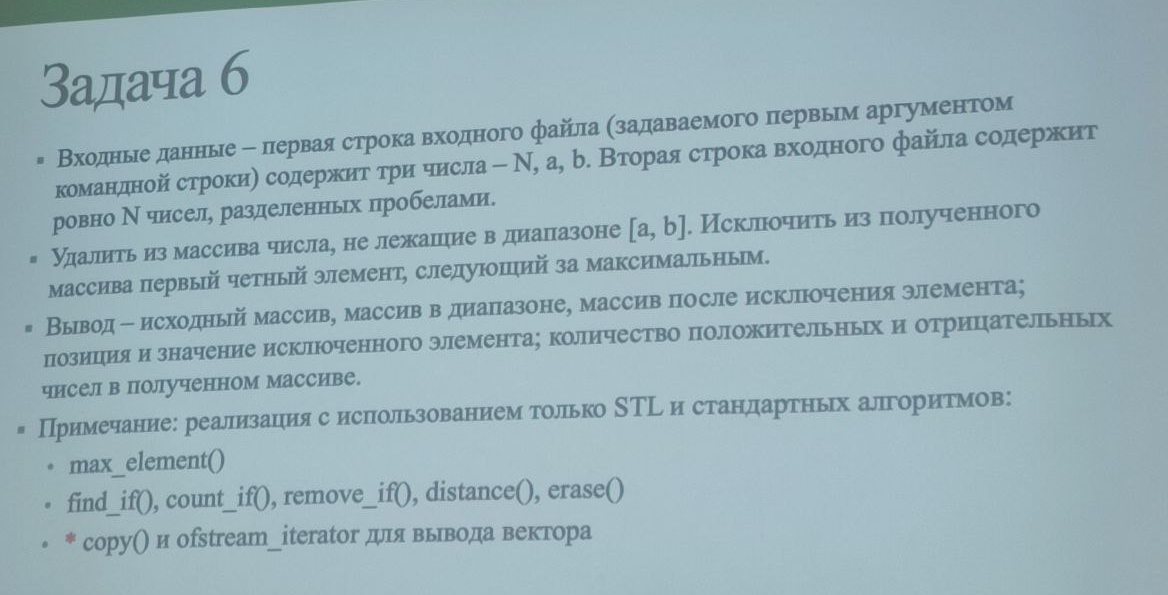 Задача 6
▪ Входные данные – первая строка входного файла (задаваемого первым аргументом
командной строки) содержит три числа – N, a, b. Вторая строка входного файла содержит
ровно N чисел, разделенных пробелами.
▪ Удалить из массива числа, не лежащие в диапазоне [a, b]. Исключить из полученного
массива первый четный элемент, следующий за максимальным.
▪ Вывод – исходный массив, массив в диапазоне, массив после исключения элемента;
позиция и значение исключенного элемента; количество положительных и отрицательных
чисел в полученном массиве.
▪ Примечание: реализация с использованием только STL и стандартных алгоритмов:
• max_element()
• find_if(), count_if(), remove_if(), distance(), erase()
• * copy() и ofstream_iterator для вывода вектора